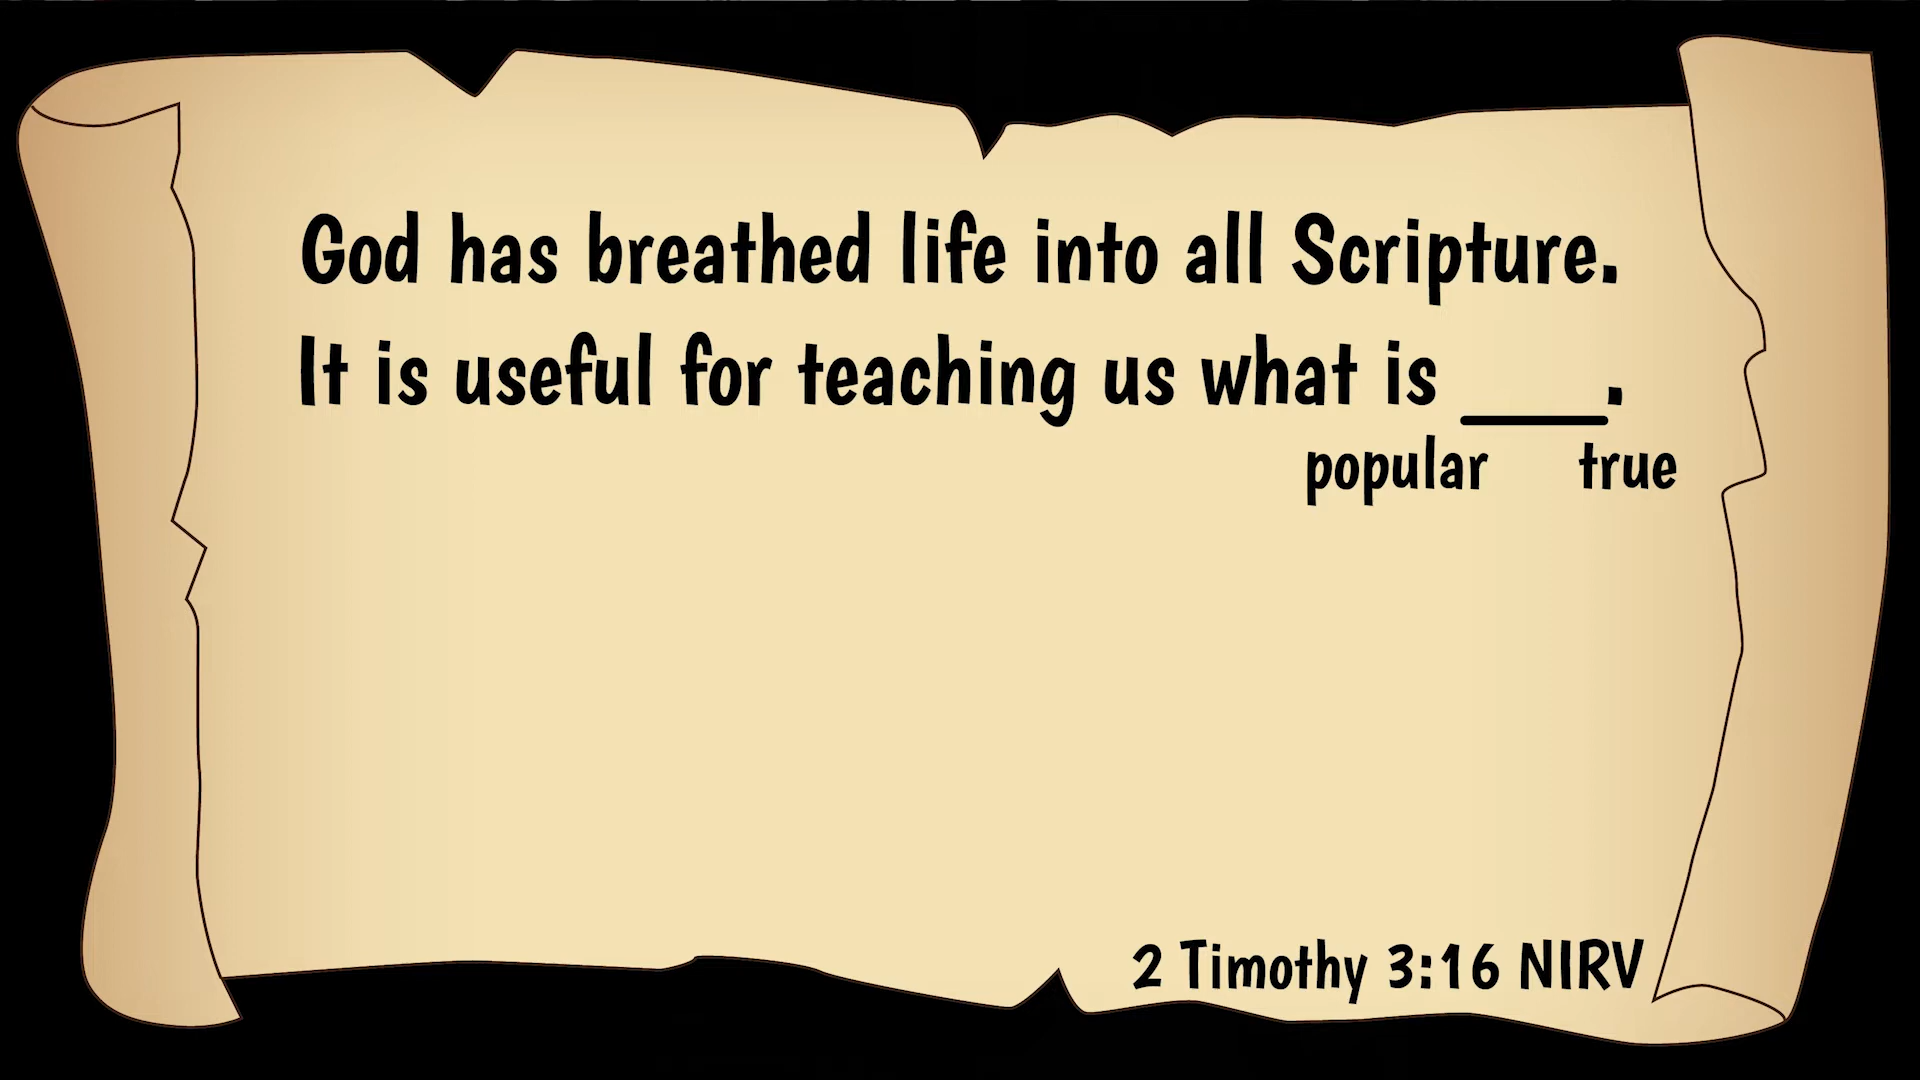 God has breathed life into all Scripture.
It is useful for teaching us what is ____.
popular true
2 Timothy 3:16 NIRV